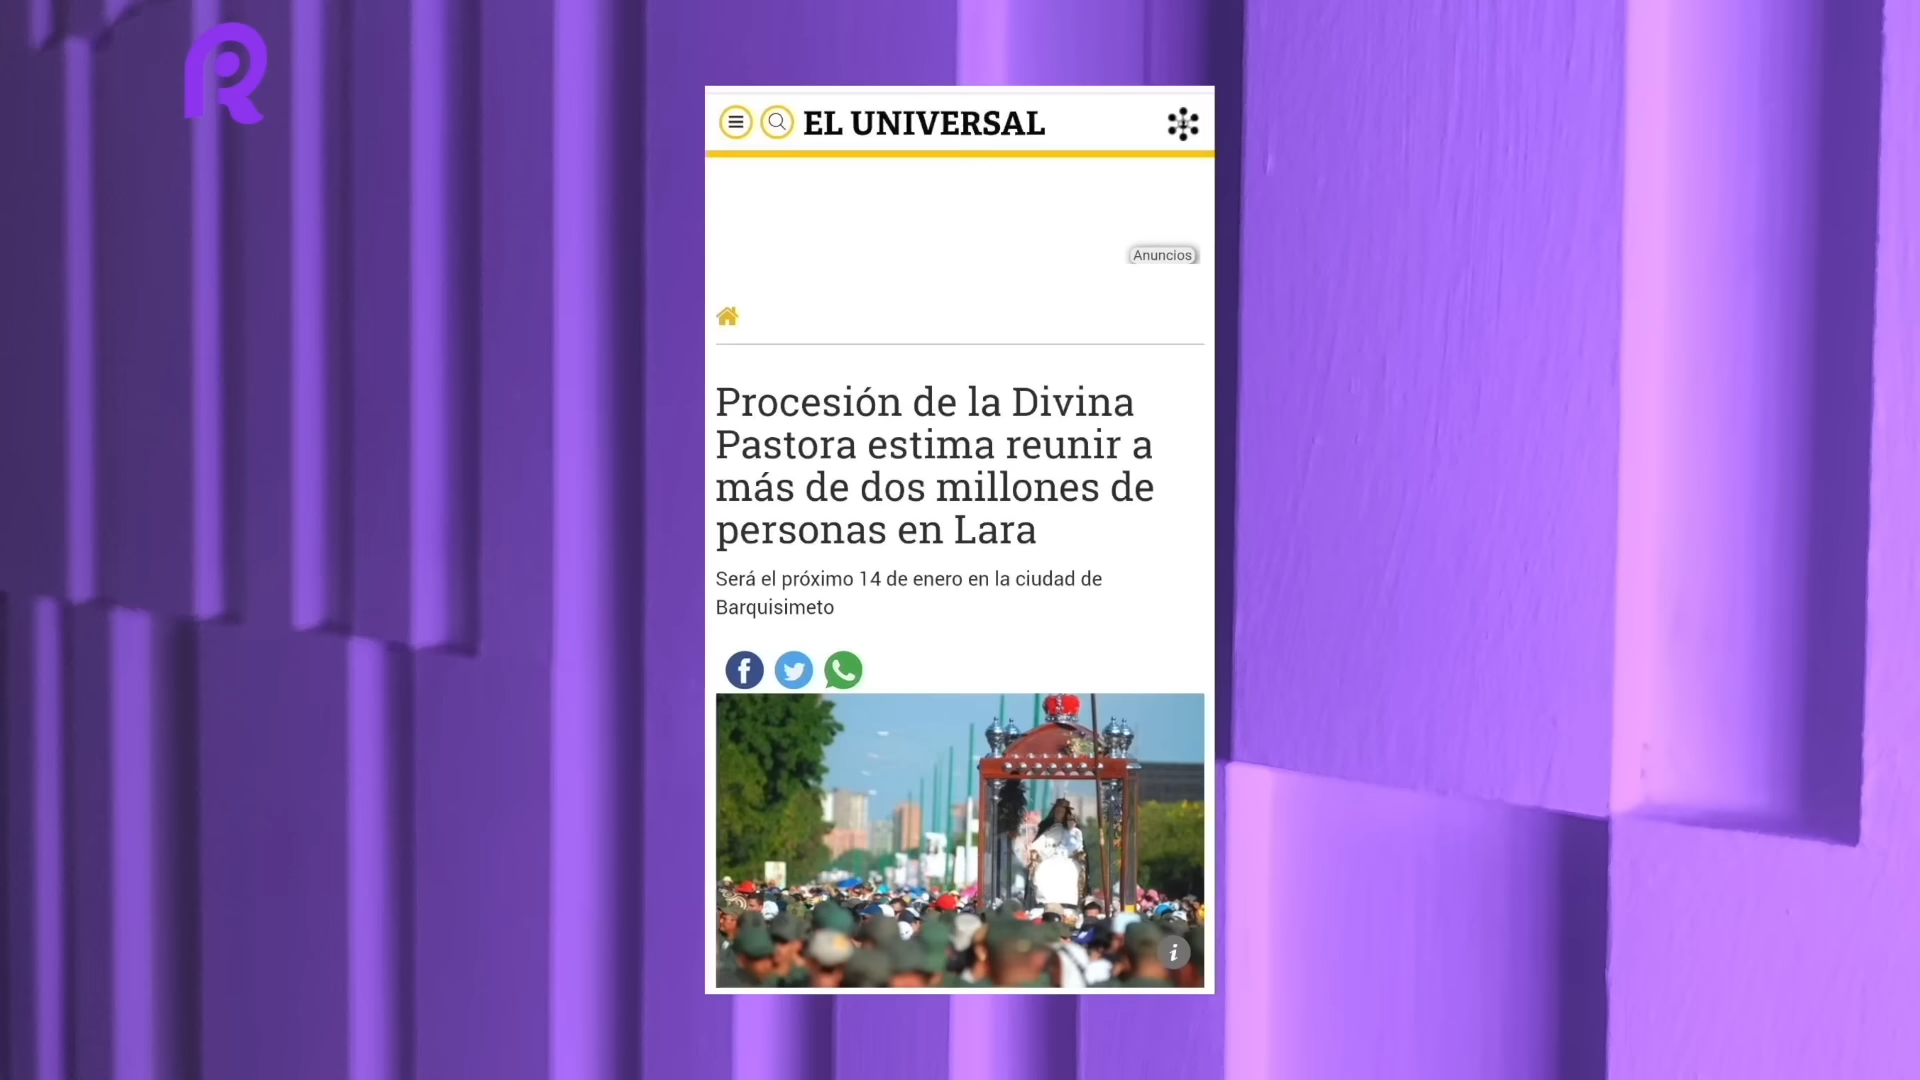 R
EL UNIVERSAL
Anuncios
Procesión de la Divina
Pastora estima reunir a
más de dos millones de
personas en Lara
Será el próximo 14 de enero en la ciudad de
Barquisimeto